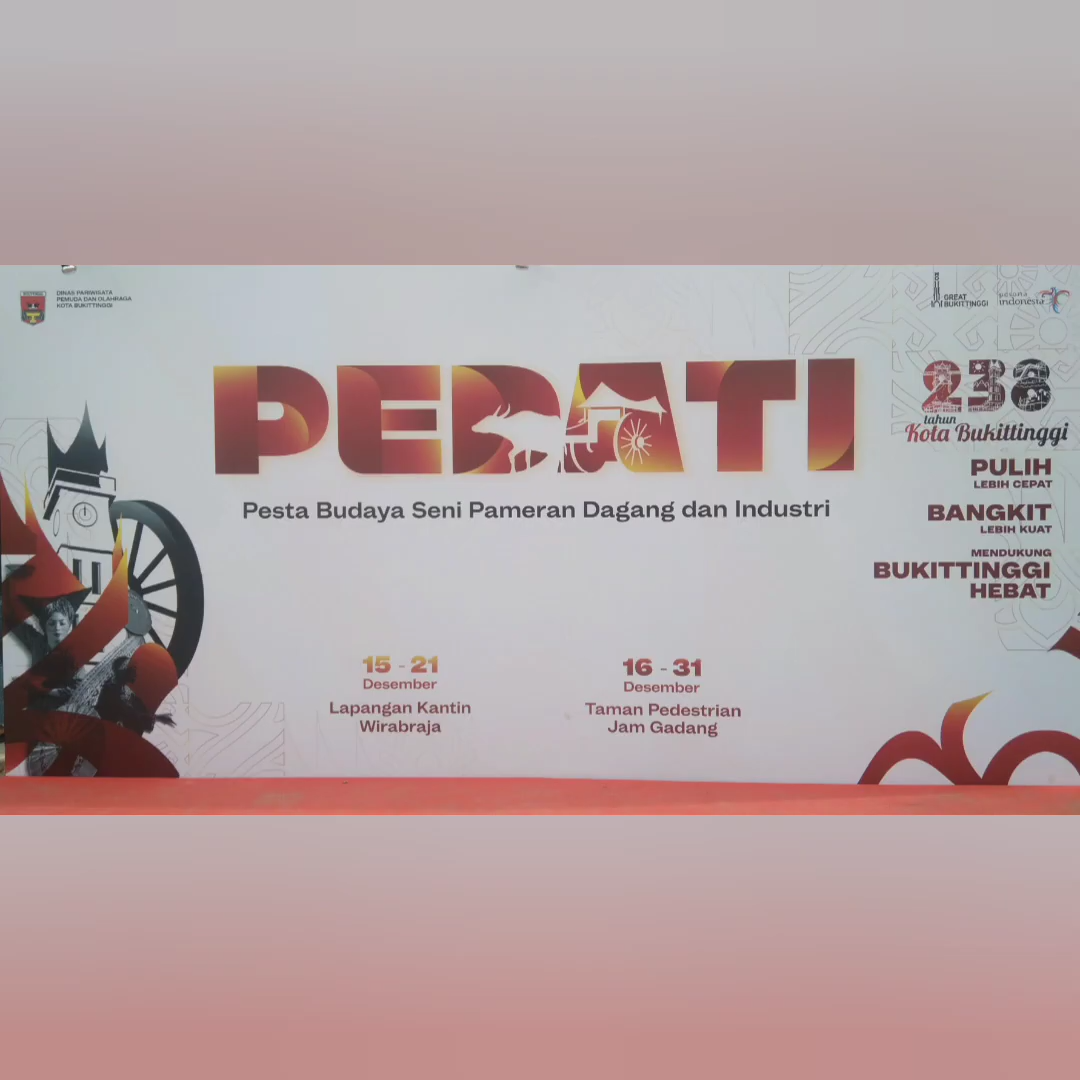 DINAS PARIWISATA
PEMUDA DAN OLAHRAGA
KOTA BUKITTINGGI
GREAT
BUKITTINGGI
pesona
indonesia
PEDATI
Pesta Budaya Seni Pameran Dagang dan Industri
238
tahun
Kota Bukittinggi
PULIH
LEBIH CEPAT
BANGKIT
LEBIH KUAT
MENDUKUNG
BUKITTINGGI
HEBAT
15 - 21
Desember
Lapangan Kantin
Wirabraja
16 - 31
Desember
Taman Pedestrian
Jam Gadang